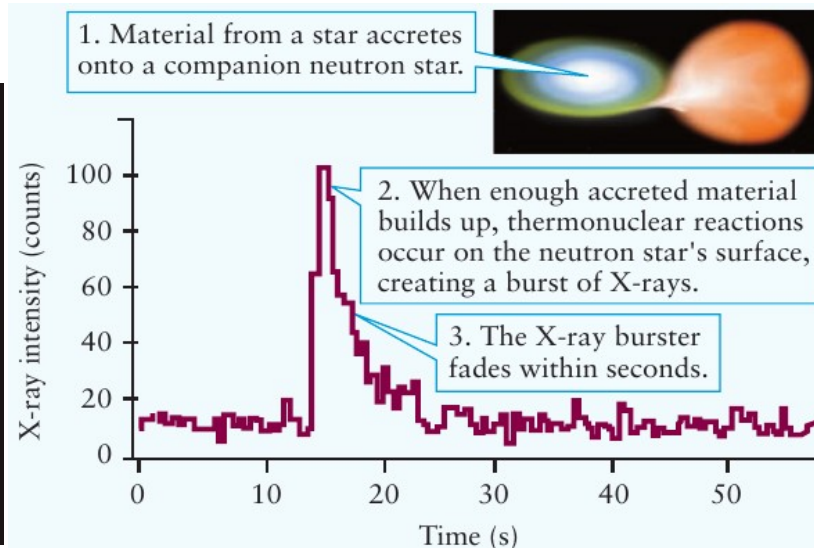 1. Material from a star accretes
onto a companion neutron star.
X-ray intensity (counts)
100
80
60
40
20
0
2. When enough accreted material
builds up, thermonuclear reactions
occur on the neutron star's surface,
creating a burst of X-rays.
3. The X-ray burster
fades within seconds.
0 10 20 30 40 50
Time (s)